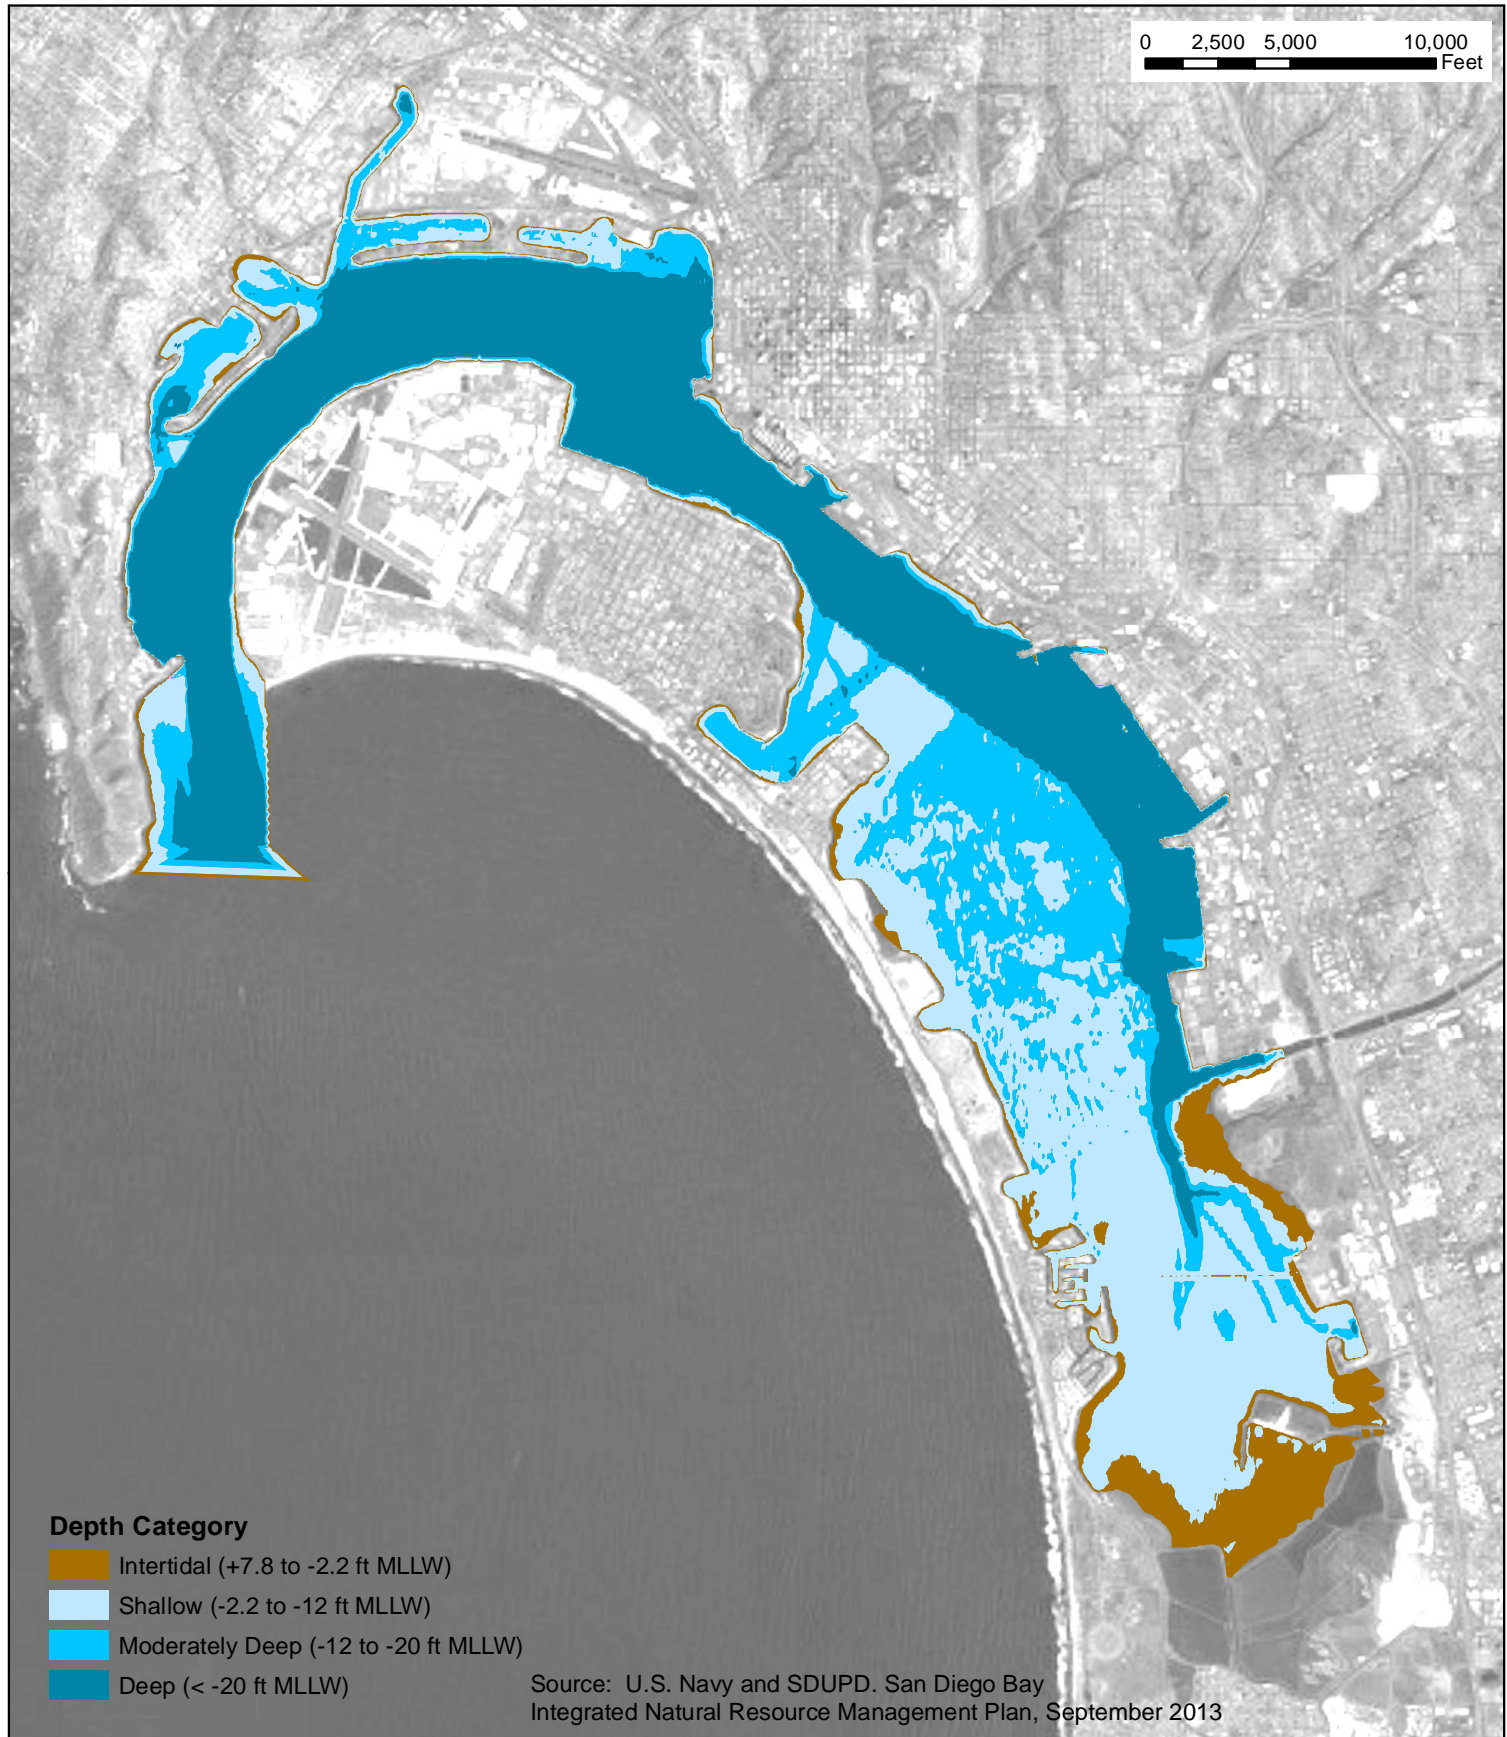 0 2,500 5,000 10,000
Feet
Depth Category
Intertidal (+7.8 to -2.2 ft MLLW)
Shallow (-2.2 to -12 ft MLLW)
Moderately Deep (-12 to -20 ft MLLW)
Deep (< -20 ft MLLW)
Source: U.S. Navy and SDUPD. San Diego Bay
Integrated Natural Resource Management Plan, September 2013